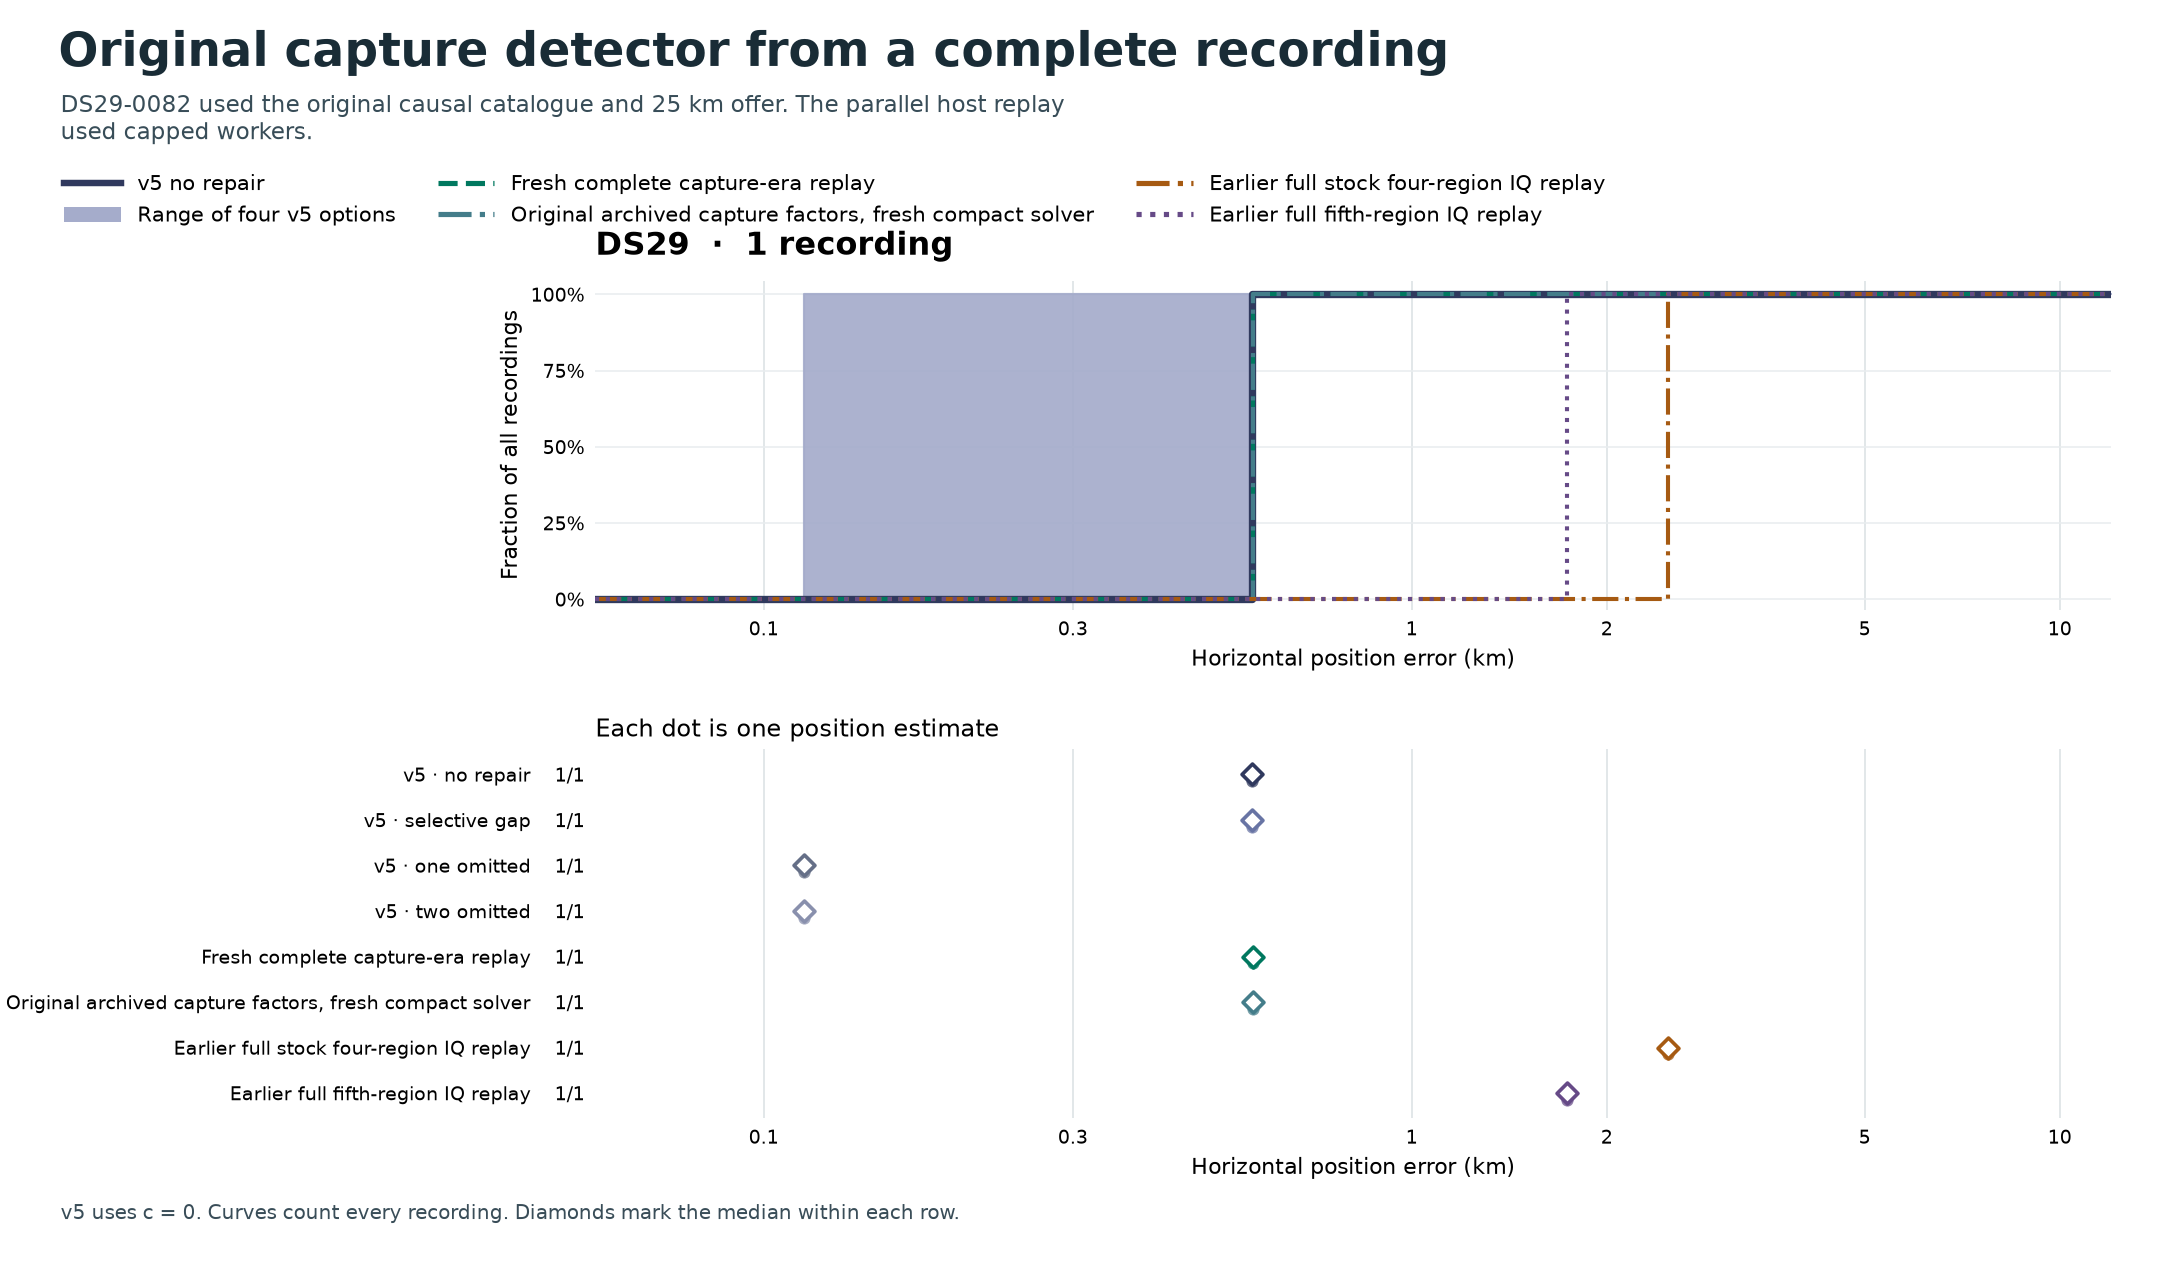 Original capture detector from a complete recording
DS29-0082 used the original causal catalogue and 25 km offer. The parallel host replay
used capped workers.
v5 no repair
Range of four v5 options
Fresh complete capture-era replay
Original archived capture factors, fresh compact solver
Earlier full stock four-region IQ replay
Earlier full fifth-region IQ replay
DS29 · 1 recording
Fraction of all recordings
100%
75%
50%
25%
0%
0.1 0.3 1 2 5 10
Horizontal position error (km)
Each dot is one position estimate
v5 · no repair 1/1
v5 · selective gap 1/1
v5 · one omitted 1/1
v5 · two omitted 1/1
Fresh complete capture-era replay 1/1
Original archived capture factors, fresh compact solver 1/1
Earlier full stock four-region IQ replay 1/1
Earlier full fifth-region IQ replay 1/1
0.1 0.3 1 2 5 10
Horizontal position error (km)
v5 uses c = 0. Curves count every recording. Diamonds mark the median within each row.